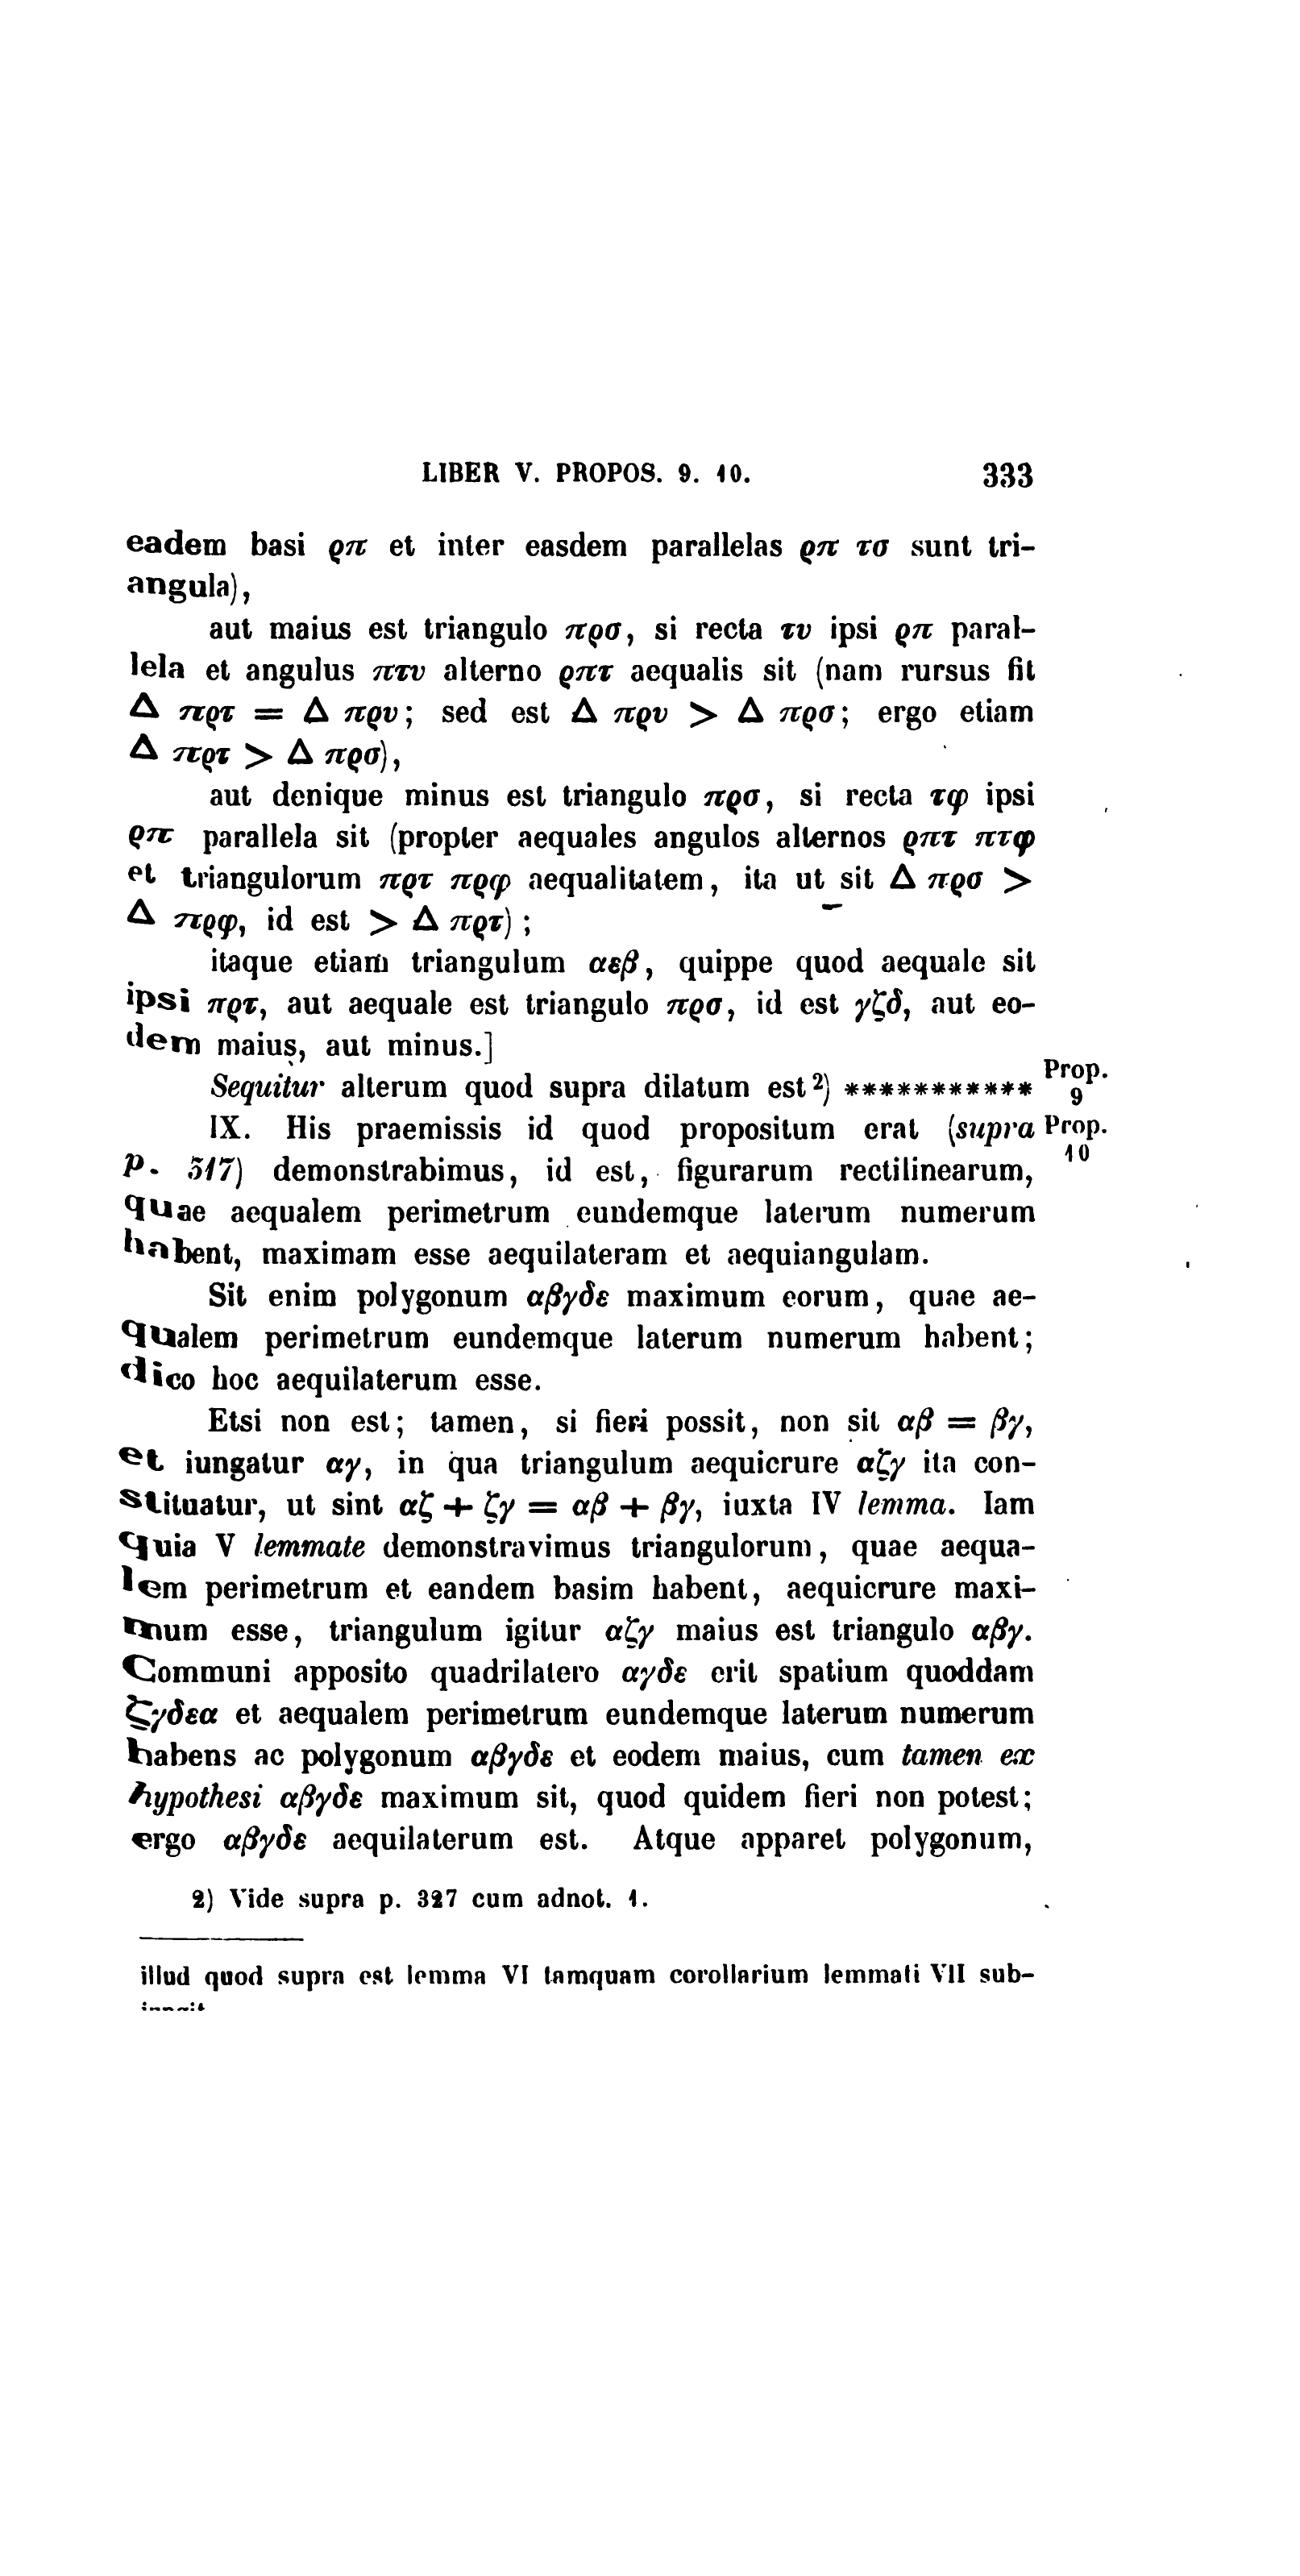 LIBER V. PROPOS. 9. 10. 333
eadem basi ϱπ et inter easdem parallelas ϱπ τσ sunt tri-
angula),
aut maius est triangulo πϱσ, si recta τυ ipsi ϱπ paral-
lela et angulus πτυ alterno ϱπτ aequalis sit (nam rursus fit
Δ πϱτ = Δ πϱυ; sed est Δ πϱυ > Δ πϱσ; ergo etiam
Δ πϱτ > Δ πϱσ),
aut denique minus est triangulo πϱσ, si recta τφ ipsi
ϱπ parallela sit (propter aequales angulos alternos ϱπτ πτφ
et triangulorum πϱτ πϱφ aequalitatem, ita ut sit Δ πϱσ >
Δ πϱφ, id est > Δ πϱτ);
itaque etiam triangulum αεβ, quippe quod aequale sit
ipsi πϱτ, aut aequale est triangulo πϱσ, id est γζδ, aut eo-
dem maius, aut minus.]
Sequitur alterum quod supra dilatum est 2) *********** Prop. 9
IX. His praemissis id quod propositum erat (supra Prop. 10
p. 317) demonstrabimus, id est, figurarum rectilinearum,
quae aequalem perimetrum eundemque laterum numerum
habent, maximam esse aequilateram et aequiangulam.
Sit enim polygonum αβγδε maximum eorum, quae ae-
qualem perimetrum eundemque laterum numerum habent;
dico hoc aequilaterum esse.
Etsi non est; tamen, si fieri possit, non sit αβ = βγ,
et iungatur αγ, in qua triangulum aequicrure αζγ ita con-
stituatur, ut sint αζ + ζγ = αβ + βγ, iuxta IV lemma. Iam
quia V lemmate demonstravimus triangulorum, quae aequa-
lem perimetrum et eandem basim habent, aequicrure maxi-
mum esse, triangulum igitur αζγ maius est triangulo αβγ.
Communi apposito quadrilatero αγδε erit spatium quoddam
ζγδεα et aequalem perimetrum eundemque laterum numerum
habens ac polygonum αβγδε et eodem maius, cum tamen ex
hypothesi αβγδε maximum sit, quod quidem fieri non potest;
ergo αβγδε aequilaterum est. Atque apparet polygonum,
2) Vide supra p. 327 cum adnot. 1.
illud quod supra est lemma VI tamquam corollarium lemmati VII sub-